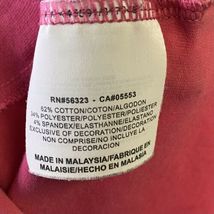 RN#56323 - CA#05553
62% COTTON/COTON/ALGODON
34% POLYESTER/POLYESTER/POLIESTER
4% SPANDEX/ELASTHANNE/ELASTANO
EXCLUSIVE OF DECORATION/DECORATION
NON COMPRISE/NO INCLUYE LA
DECORACION
MADE IN MALAYSIA/FABRIQUE EN
MALAISIE/HECHO EN MALASIA